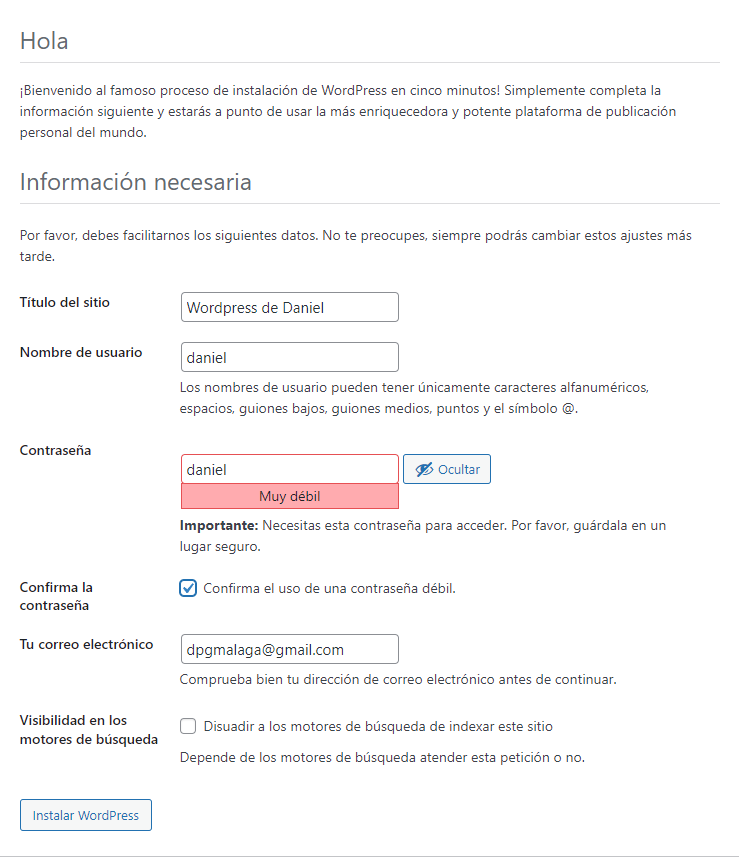 Hola
¡Bienvenido al famoso proceso de instalación de WordPress en cinco minutos! Simplemente completa la
información siguiente y estarás a punto de usar la más enriquecedora y potente plataforma de publicación
personal del mundo.
Información necesaria
Por favor, debes facilitarnos los siguientes datos. No te preocupes, siempre podrás cambiar estos ajustes más
tarde.
Título del sitio
Wordpress de Daniel
Nombre de usuario
daniel
Los nombres de usuario pueden tener únicamente caracteres alfanuméricos,
espacios, guiones bajos, guiones medios, puntos y el símbolo @.
Contraseña
daniel
Ocultar
Muy débil
Importante: Necesitas esta contraseña para acceder. Por favor, guárdala en un
lugar seguro.
Confirma la
contraseña
Confirma el uso de una contraseña débil.
Tu correo electrónico
dpgmalaga@gmail.com
Comprueba bien tu dirección de correo electrónico antes de continuar.
Visibilidad en los
motores de búsqueda
Disuadir a los motores de búsqueda de indexar este sitio
Depende de los motores de búsqueda atender esta petición o no.
Instalar WordPress